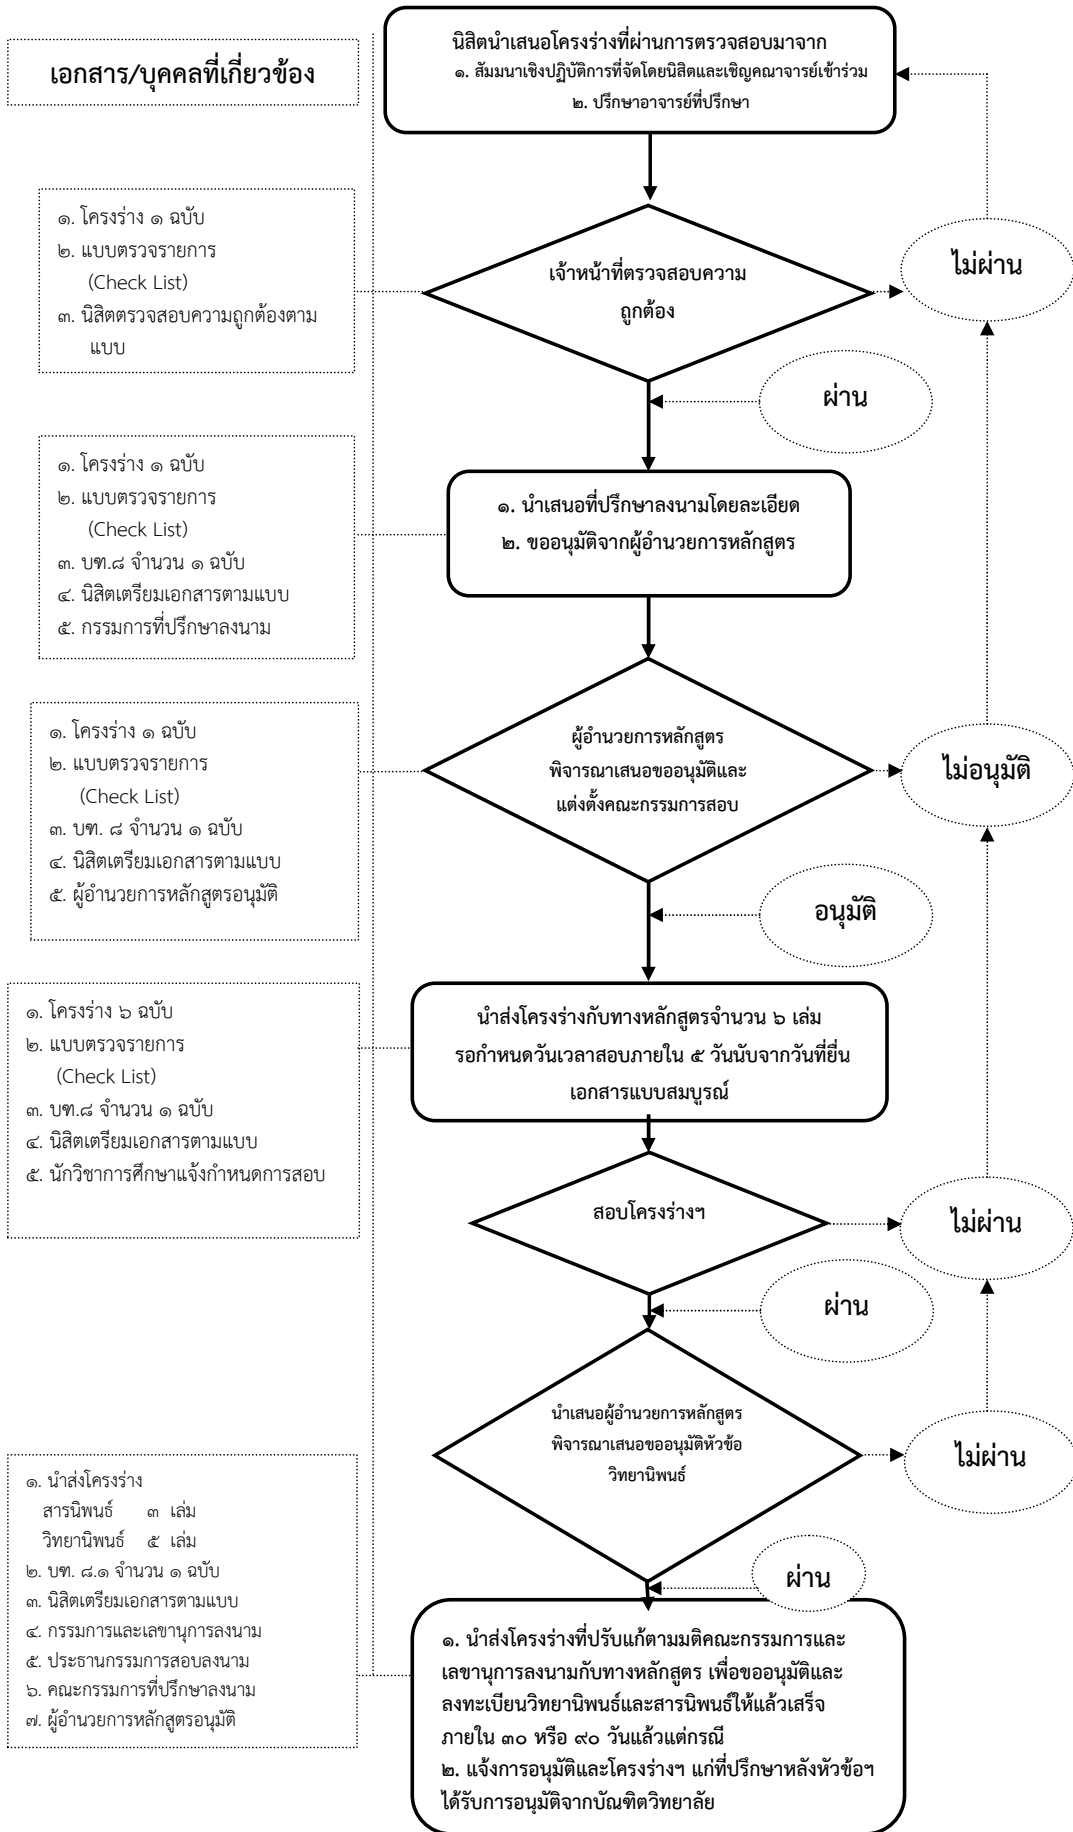 เอกสาร/บุคคลที่เกี่ยวข้อง
นิสิตนำเสนอโครงร่างที่ผ่านการตรวจสอบมาจาก
๑. สัมมนาเชิงปฏิบัติการที่จัดโดยนิสิตและเชิญคณาจารย์เข้าร่วม
๒. ปรึกษาอาจารย์ที่ปรึกษา
๑. โครงร่าง ๑ ฉบับ
๒. แบบตรวจรายการ
(Check List)
๓. นิสิตตรวจสอบความถูกต้องตาม
แบบ
เจ้าหน้าที่ตรวจสอบความ
ถูกต้อง
ไม่ผ่าน
ผ่าน
๑. โครงร่าง ๑ ฉบับ
๒. แบบตรวจรายการ
(Check List)
๓. บฑ.๘ จำนวน ๑ ฉบับ
๔. นิสิตเตรียมเอกสารตามแบบ
๕. กรรมการที่ปรึกษาลงนาม
๑. นำเสนอที่ปรึกษาลงนามโดยละเอียด
๒. ขออนุมัติจากผู้อำนวยการหลักสูตร
๑. โครงร่าง ๑ ฉบับ
๒. แบบตรวจรายการ
(Check List)
๓. บฑ. ๘ จำนวน ๑ ฉบับ
๔. นิสิตเตรียมเอกสารตามแบบ
๕. ผู้อำนวยการหลักสูตรอนุมัติ
ผู้อำนวยการหลักสูตร
พิจารณาเสนอขออนุมัติและ
แต่งตั้งคณะกรรมการสอบ
ไม่อนุมัติ
อนุมัติ
๑. โครงร่าง ๖ ฉบับ
๒. แบบตรวจรายการ
(Check List)
๓. บฑ.๘ จำนวน ๑ ฉบับ
๔. นิสิตเตรียมเอกสารตามแบบ
๕. นักวิชาการศึกษาแจ้งกำหนดการสอบ
นำส่งโครงร่างกับทางหลักสูตรจำนวน ๖ เล่ม
รอกำหนดวันเวลาสอบภายใน ๕ วันนับจากวันที่ยื่น
เอกสารแบบสมบูรณ์
สอบโครงร่างฯ
ไม่ผ่าน
ผ่าน
นำเสนอผู้อำนวยการหลักสูตร
พิจารณาเสนอขออนุมัติหัวข้อ
วิทยานิพนธ์
ไม่ผ่าน
ผ่าน
๑. นำส่งโครงร่าง
สารนิพนธ์ ๓ เล่ม
วิทยานิพนธ์ ๕ เล่ม
๒. บฑ. ๘.๑ จำนวน ๑ ฉบับ
๓. นิสิตเตรียมเอกสารตามแบบ
๔. กรรมการและเลขานุการลงนาม
๕. ประธานกรรมการสอบลงนาม
๖. คณะกรรมการที่ปรึกษาลงนาม
๗. ผู้อำนวยการหลักสูตรอนุมัติ
๑. นำส่งโครงร่างที่ปรับแก้ตามมติคณะกรรมการและ
เลขานุการลงนามกับทางหลักสูตร เพื่อขออนุมัติและ
ลงทะเบียนวิทยานิพนธ์และสารนิพนธ์ให้แล้วเสร็จ
ภายใน ๓๐ หรือ ๙๐ วันแล้วแต่กรณี
๒. แจ้งการอนุมัติและโครงร่างฯ แก่ที่ปรึกษาหลังหัวข้อฯ
ได้รับการอนุมัติจากบัณฑิตวิทยาลัย